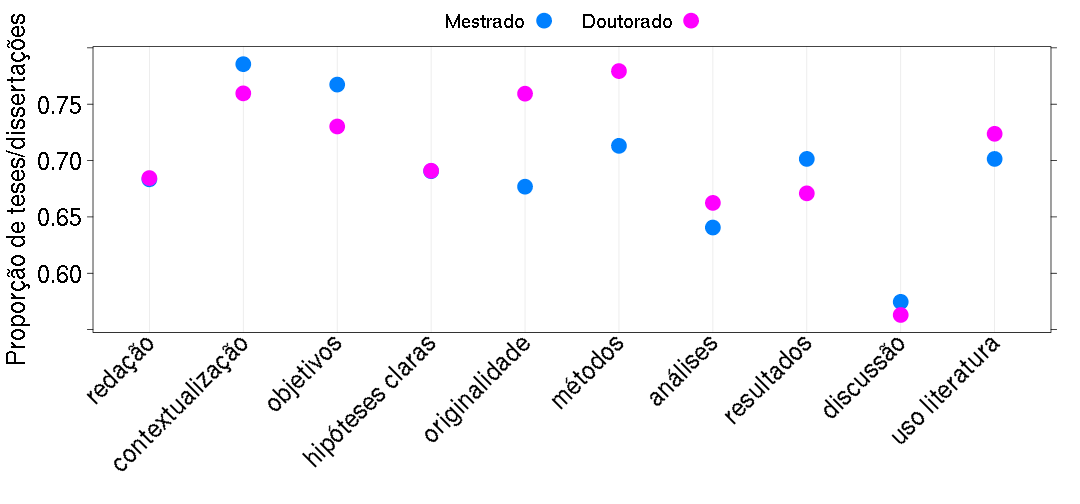 Mestrado Doutorado
Proporção de teses/dissertações
0.75
0.70
0.65
0.60
redação
contextualização
objetivos
hipóteses claras
originalidade
métodos
análises
resultados
discussão
uso literatura